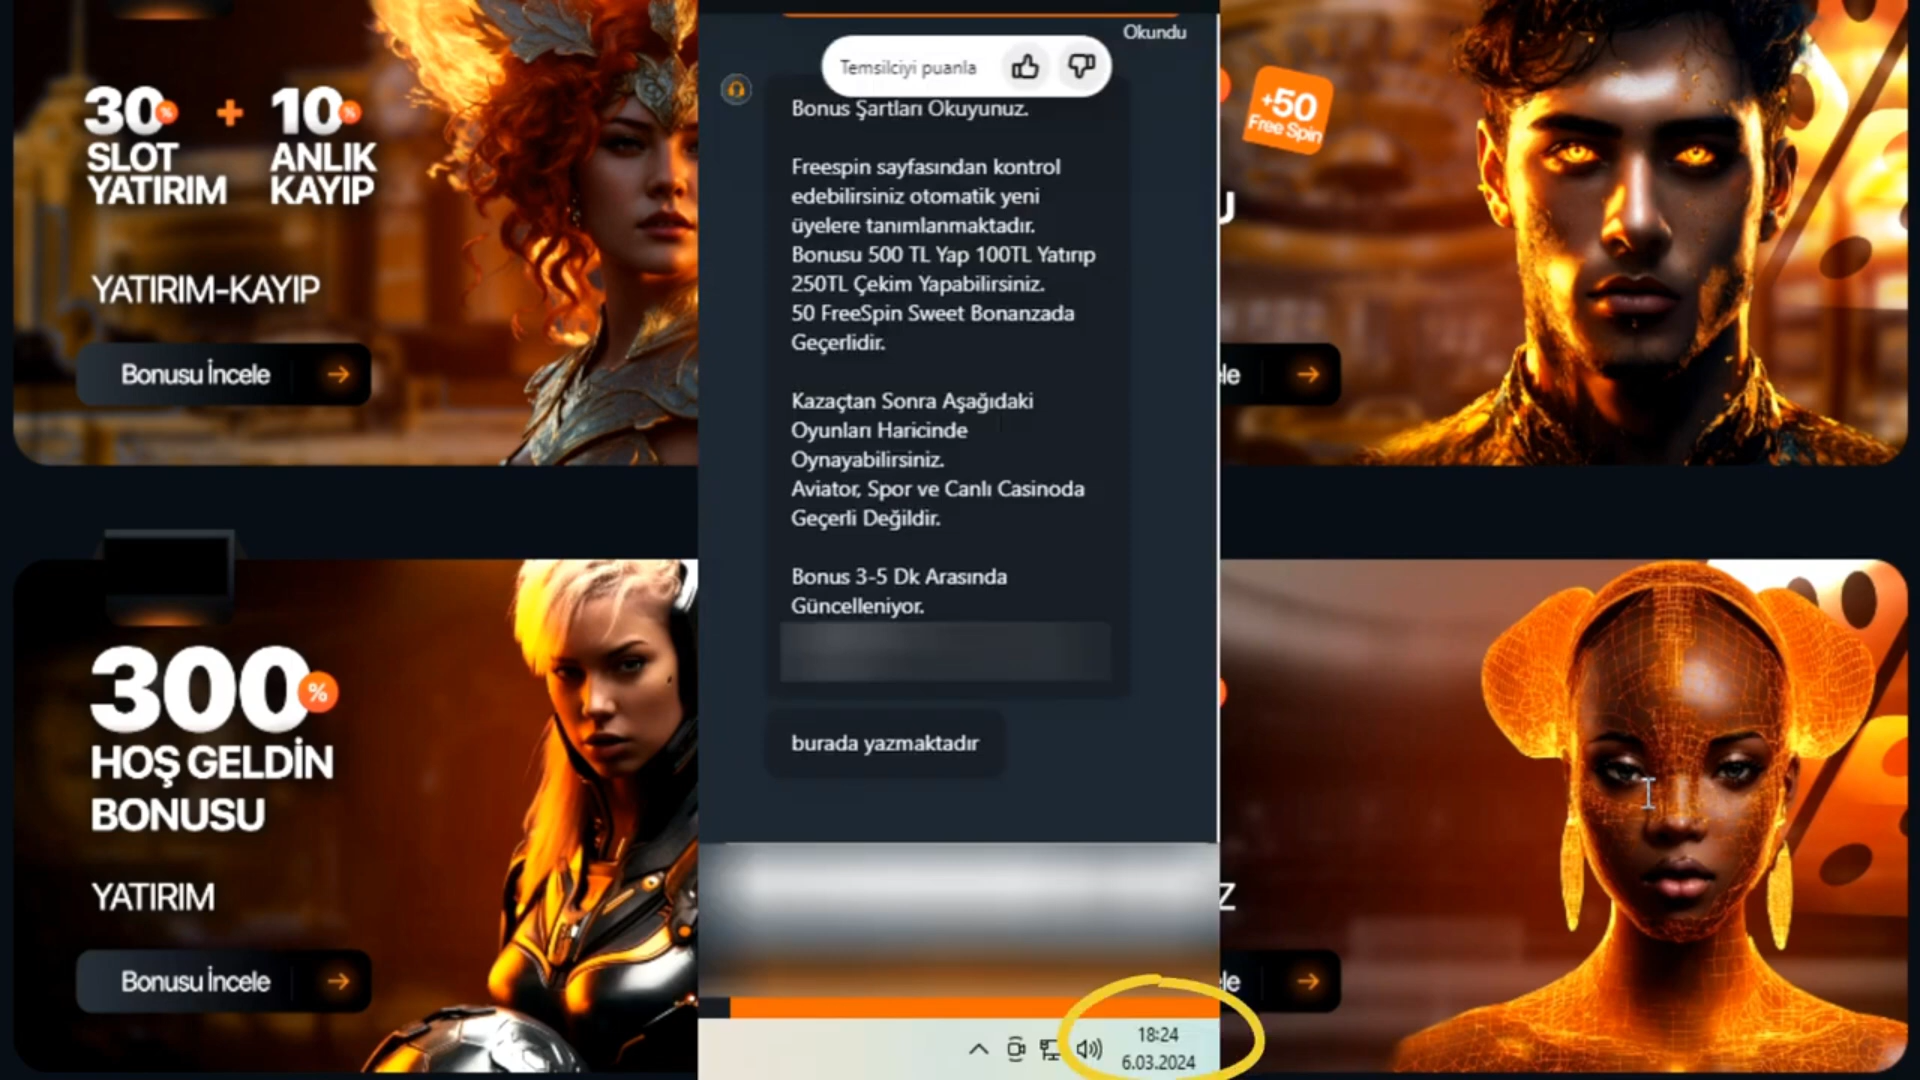 30% + 10%
SLOT YATIRIM
ANLIK KAYIP
YATIRIM-KAYIP
Bonusu İncele
300%
HOŞ GELDİN
BONUSU
YATIRIM
Bonusu İncele
Okundu
Temsilciyi puanla
Bonus Şartları Okuyunuz.
Freespin sayfasından kontrol
edebilirsiniz otomatik yeni
üyelere tanımlanmaktadır.
Bonusu 500 TL Yap 100TL Yatırıp
250TL Çekim Yapabilirsiniz.
50 FreeSpin Sweet Bonanzada
Geçerlidir.
Kazaçtan Sonra Aşağıdaki
Oyunları Haricinde
Oynayabilirsiniz.
Aviator, Spor ve Canlı Casinoda
Geçerli Değildir.
Bonus 3-5 Dk Arasında
Güncelleniyor.
burada yazmaktadır
18:24
6.03.2024
+50
Free Spin